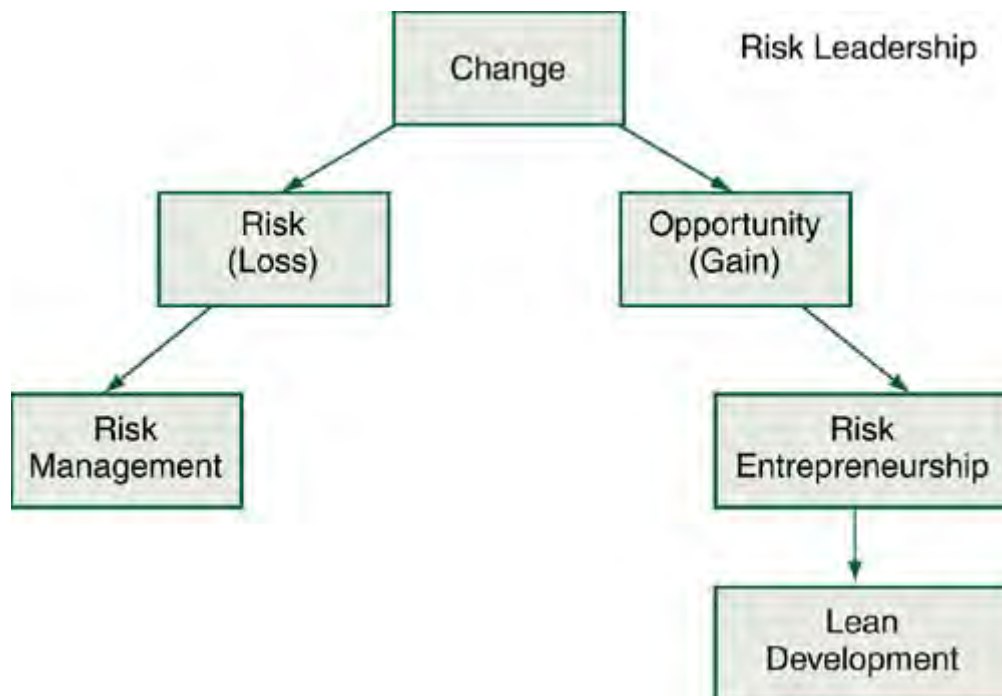 Change
Risk Leadership
Risk
(Loss)
Opportunity
(Gain)
Risk
Management
Risk
Entrepreneurship
Lean
Development